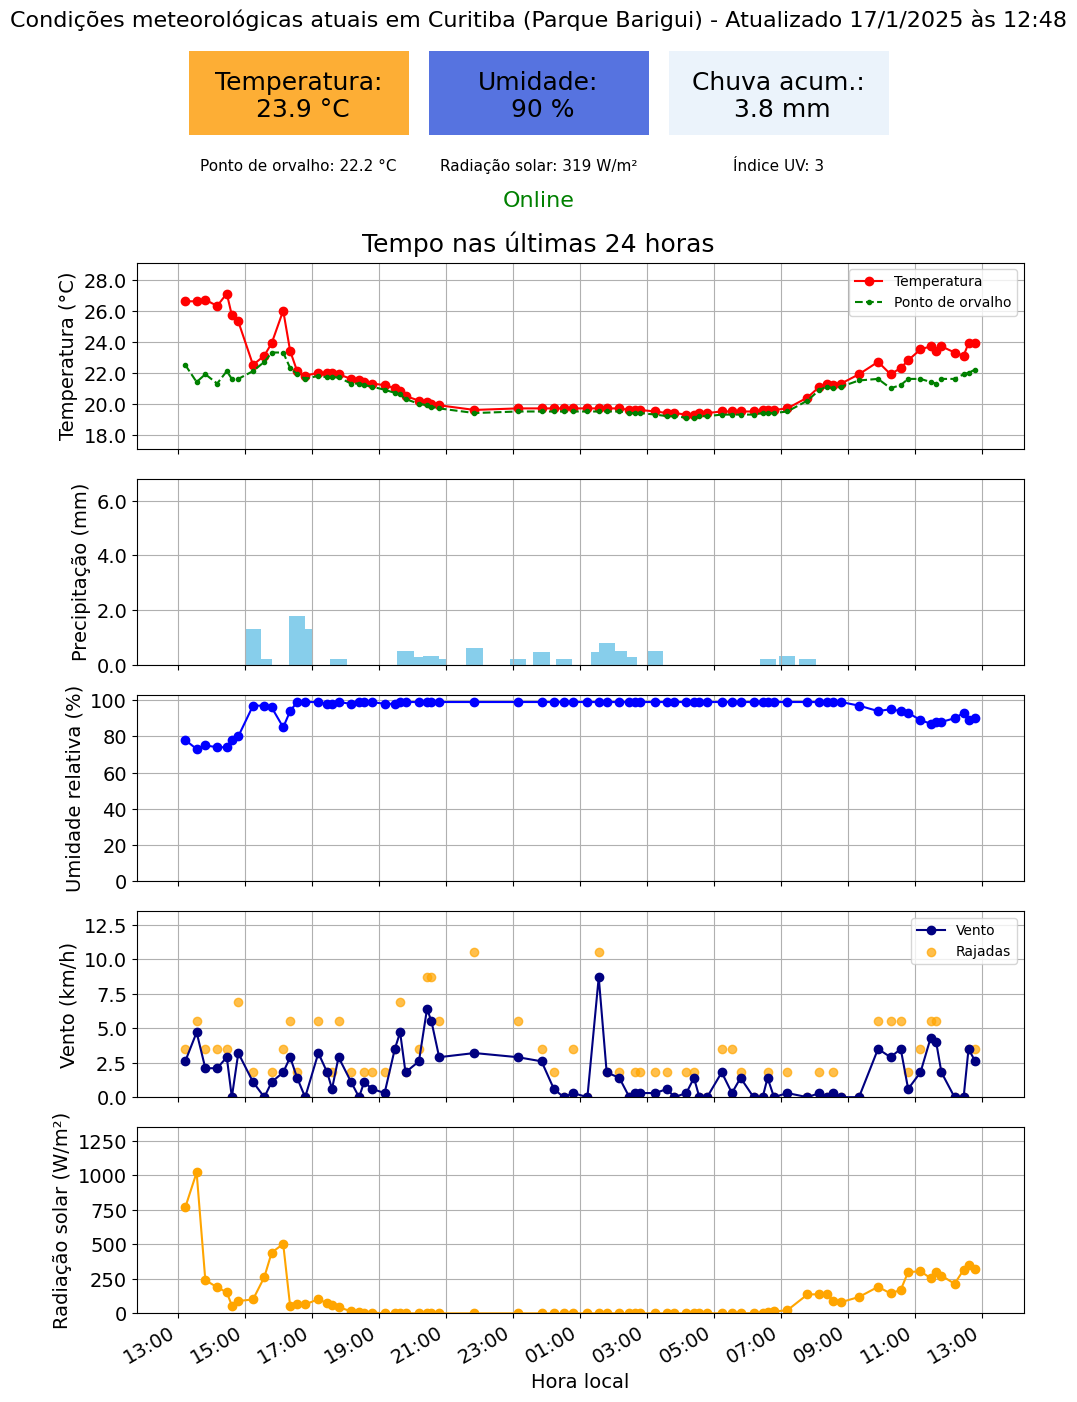 Condições meteorológicas atuais em Curitiba (Parque Barigui) - Atualizado 17/1/2025 às 12:48
Temperatura:
23.9 °C
Umidade:
90 %
Chuva acum.:
3.8 mm
Ponto de orvalho: 22.2 °C
Radiação solar: 319 W/m²
Índice UV: 3
Online
Tempo nas últimas 24 horas
Temperatura (°C)
28.0
26.0
24.0
22.0
20.0
18.0
Temperatura
Ponto de orvalho
Precipitação (mm)
6.0
4.0
2.0
0.0
Umidade relativa (%)
100
80
60
40
20
0
Vento (km/h)
12.5
10.0
7.5
5.0
2.5
0.0
Vento
Rajadas
Radiação solar (W/m²)
1250
1000
750
500
250
0
13:00
15:00
17:00
19:00
21:00
23:00
01:00
03:00
05:00
07:00
09:00
11:00
13:00
Hora local